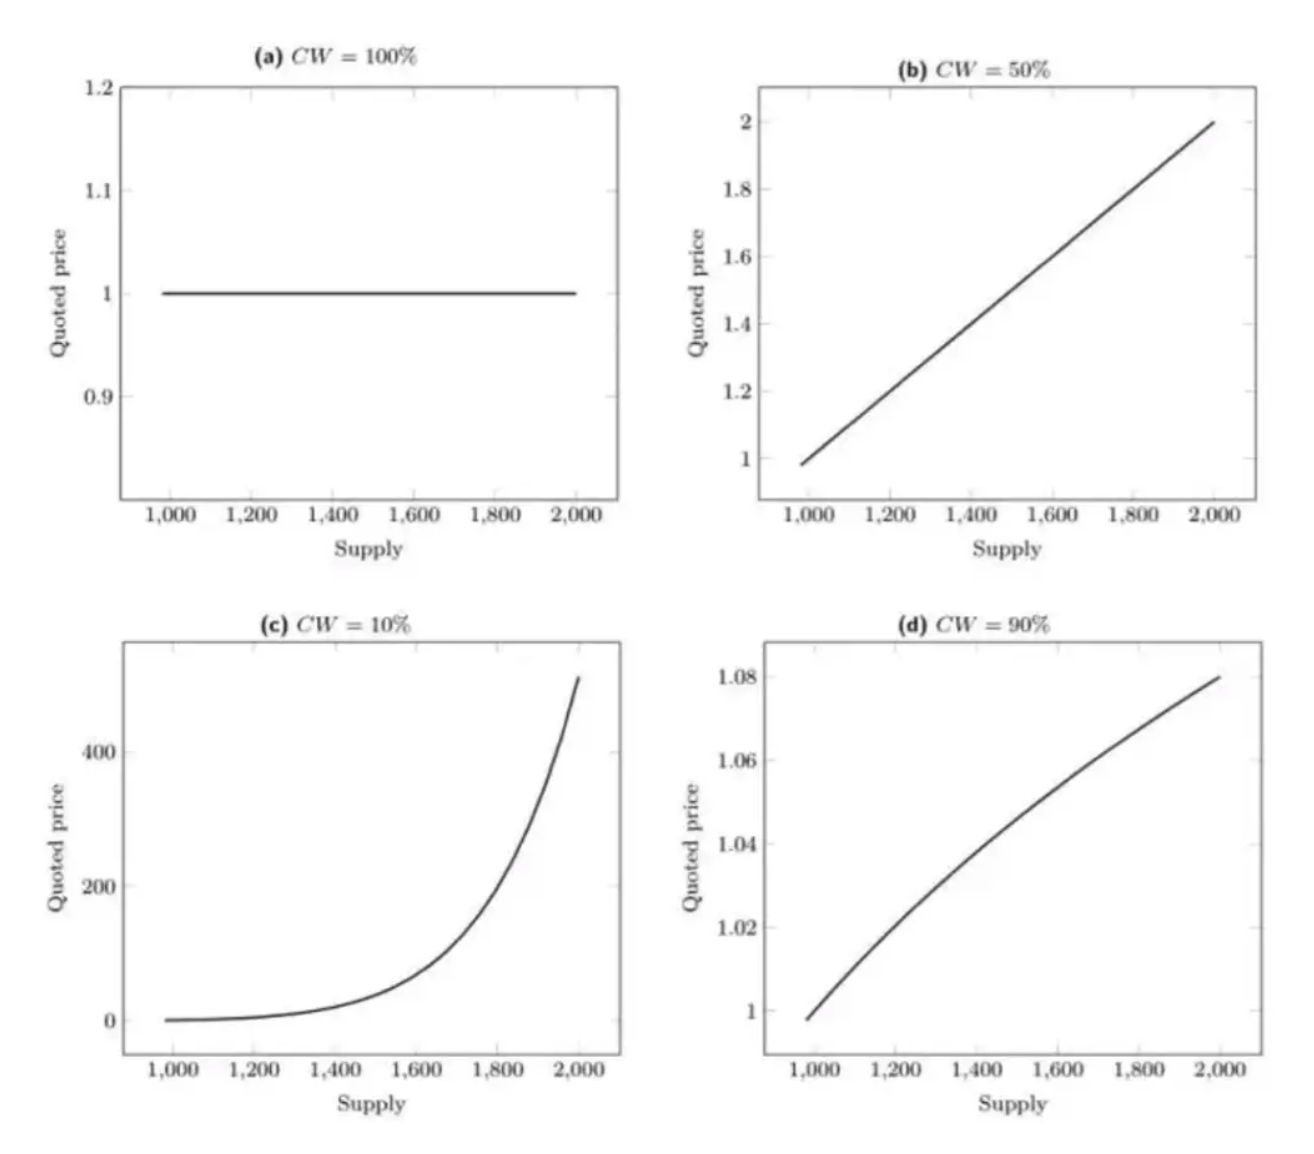 (a) CW = 100%
1.2
1.1
1
0.9
Quoted price
1,000 1,200 1,400 1,600 1,800 2,000
Supply
(b) CW = 50%
2
1.8
1.6
1.4
1.2
1
Quoted price
1,000 1,200 1,400 1,600 1,800 2,000
Supply
(c) CW = 10%
400
200
0
Quoted price
1,000 1,200 1,400 1,600 1,800 2,000
Supply
(d) CW = 90%
1.08
1.06
1.04
1.02
1
Quoted price
1,000 1,200 1,400 1,600 1,800 2,000
Supply